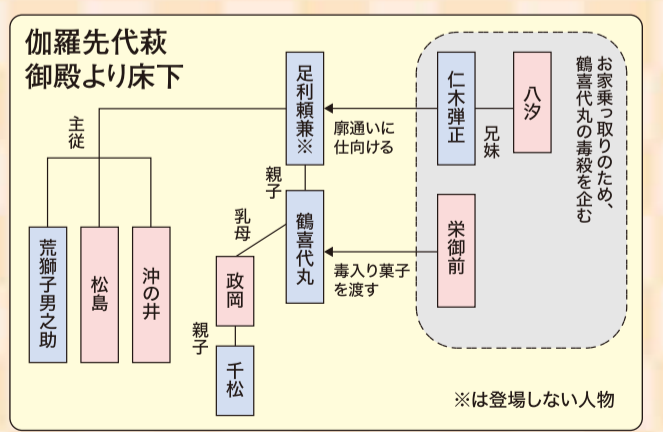 伽羅先代萩
御殿より床下
お家乗っ取りのため、
鶴喜代丸の毒殺を企む
八汐
兄妹
仁木弾正
廓通いに
仕向ける
足利頼兼※
主従
親子
栄御前
毒入り菓子
を渡す
鶴喜代丸
乳母
政岡
親子
千松
沖の井
松島
荒獅子男之助
※は登場しない人物